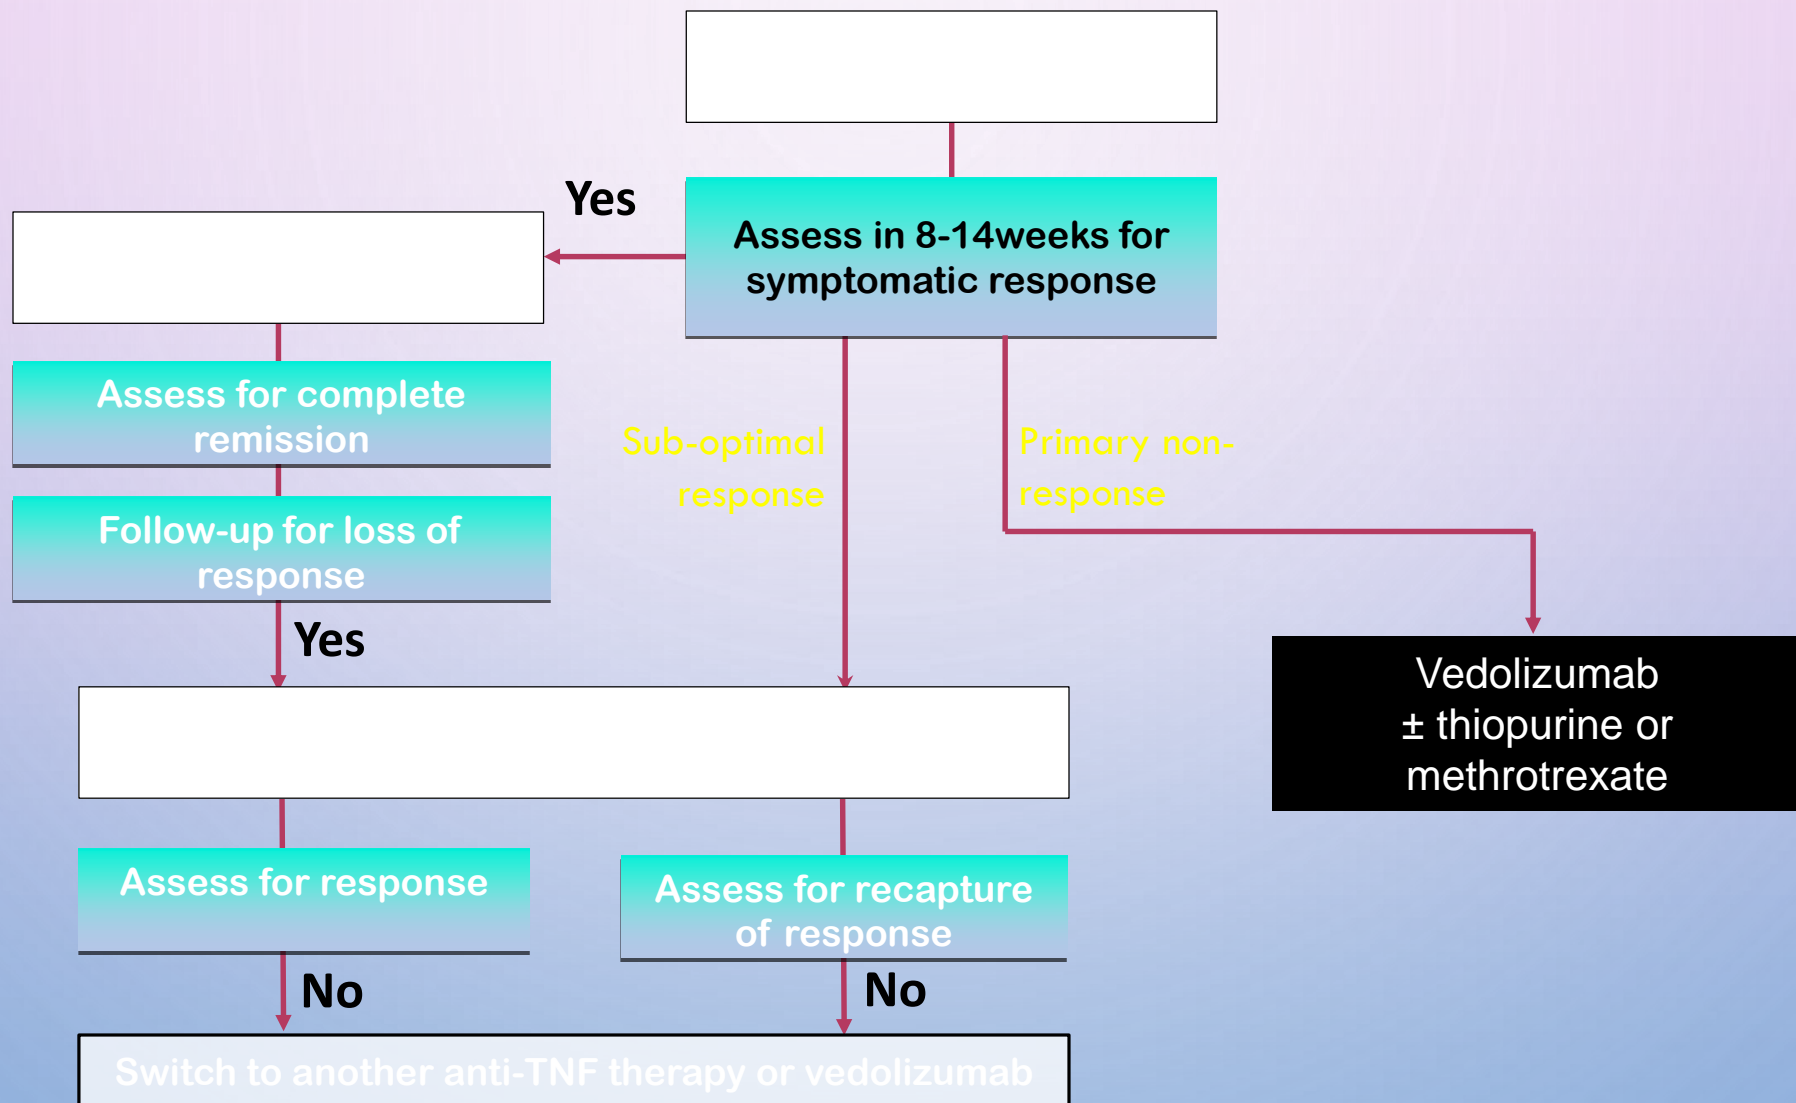 Yes
Assess in 8-14weeks for
symptomatic response
Assess for complete
remission
Sub-optimal
response
Primary non-
response
Follow-up for loss of
response
Yes
Vedolizumab
± thiopurine or
methrotrexate
Assess for response
Assess for recapture
of response
No
No
Switch to another anti-TNF therapy or vedolizumab